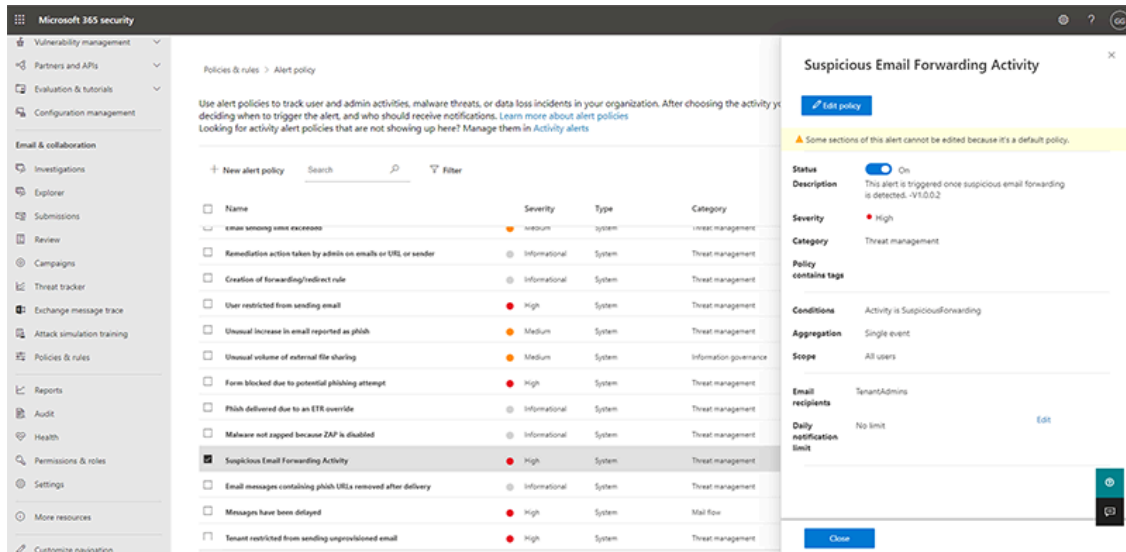 Microsoft 365 security
GG
Vulnerability management
Partners and APIs
Evaluation & tutorials
Configuration management
Email & collaboration
Investigations
Explorer
Submissions
Review
Campaigns
Threat tracker
Exchange message trace
Attack simulation training
Policies & rules
Reports
Audit
Health
Permissions & roles
Settings
More resources
Customize navigation
Policies & rules > Alert policy
Use alert policies to track user and admin activities, malware threats, or data loss incidents in your organization. After choosing the activity yo
deciding when to trigger the alert, and who should receive notifications. Learn more about alert policies
Looking for activity alert policies that are not showing up here? Manage them in Activity alerts
New alert policy Search Filter
Name Severity Type Category
Email sending limit exceeded Medium System Threat management
Remediation action taken by admin on emails or URL or sender Informational System Threat management
Creation of forwarding/redirect rule Informational System Threat management
User restricted from sending email High System Threat management
Unusual increase in email reported as phish Medium System Threat management
Unusual volume of external file sharing Medium System Information governance
Form blocked due to potential phishing attempt High System Threat management
Phish delivered due to an ETR override Informational System Threat management
Malware not zapped because ZAP is disabled Informational System Threat management
Suspicious Email Forwarding Activity High System Threat management
Email messages containing phish URLs removed after delivery Informational System Threat management
Messages have been delayed High System Mail flow
Tenant restricted from sending unprovisioned email High System Threat management
Suspicious Email Forwarding Activity
Edit policy
Some sections of this alert cannot be edited because it's a default policy.
Status On
Description This alert is triggered once suspicious email forwarding
is detected. -V1.0.0.2
Severity High
Category Threat management
Policy
contains tags
Conditions Activity is SuspiciousForwarding
Aggregation Single event
Scope All users
Email TenantAdmins
recipients
Daily No limit Edit
notification
limit
Close